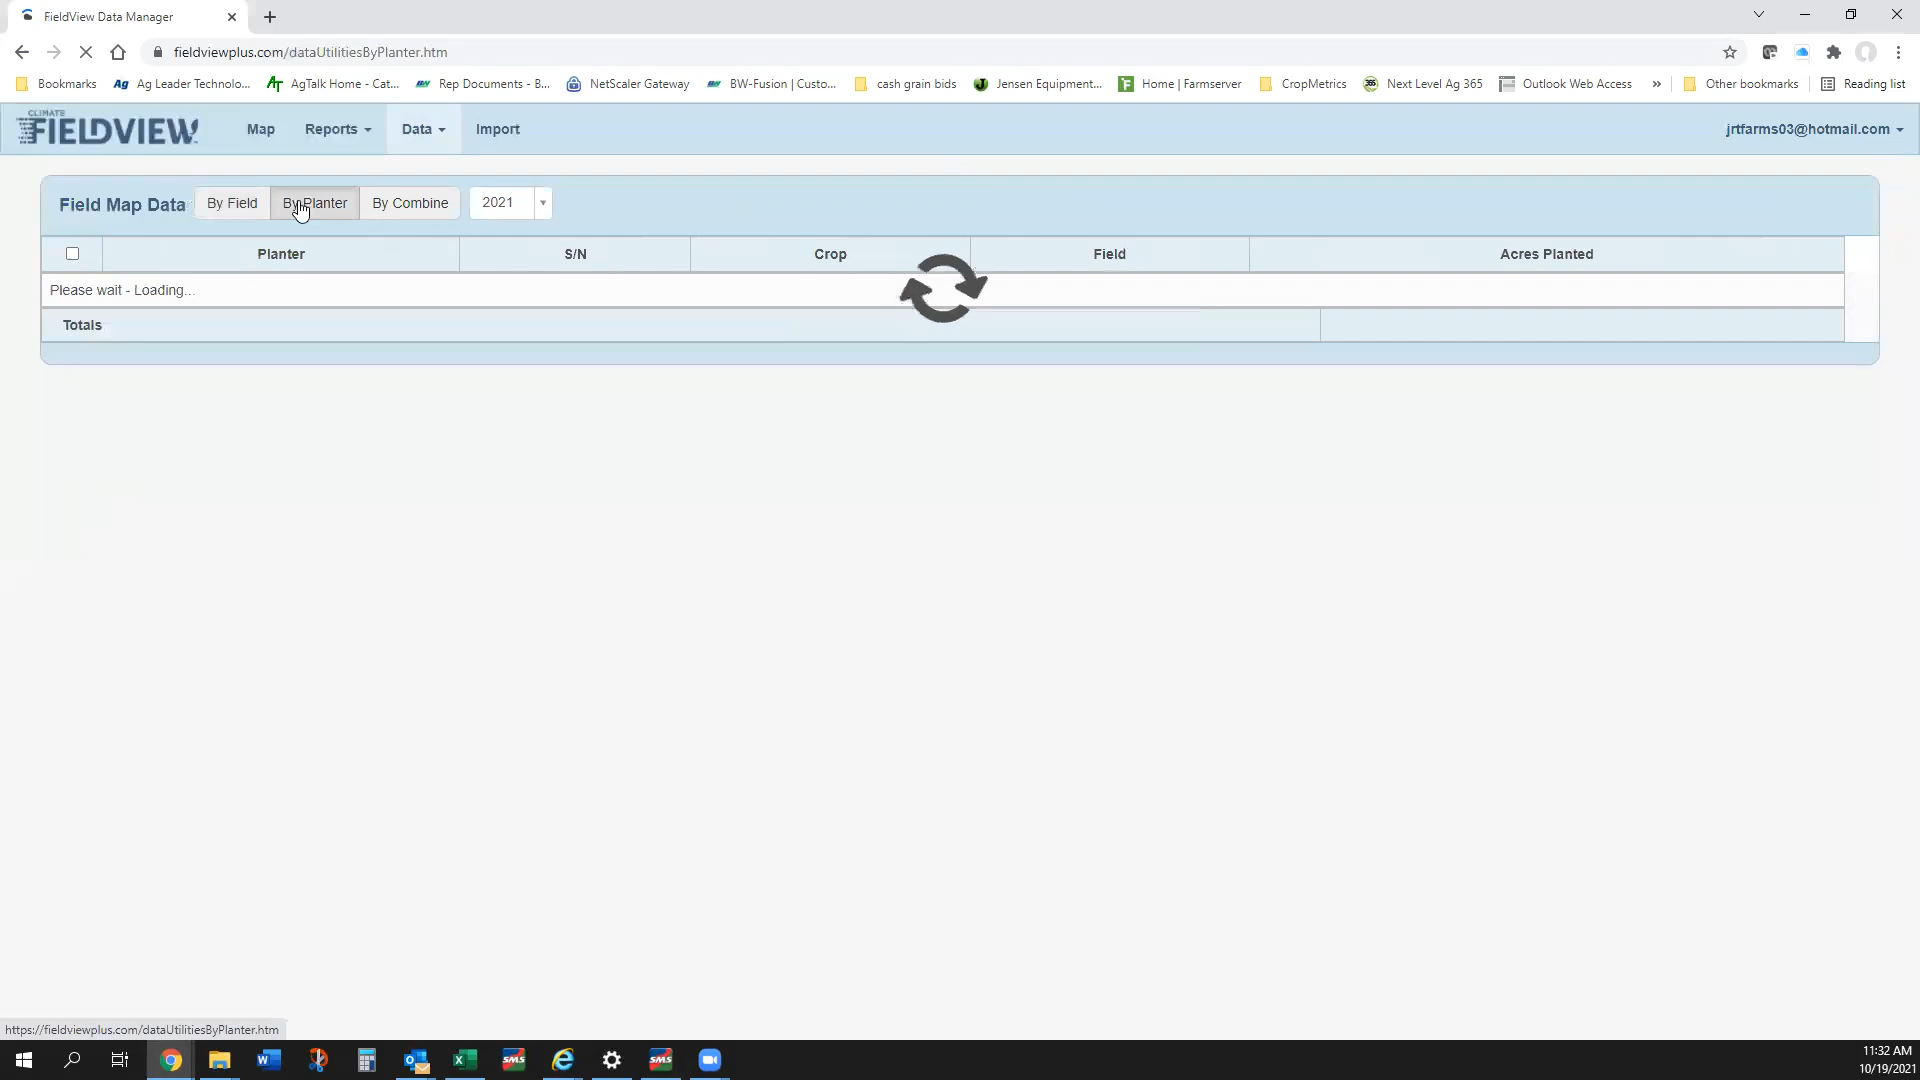 FieldView Data Manager
fieldviewplus.com/dataUtilitiesByPlanter.htm
Bookmarks Ag Leader Technolo... AgTalk Home - Cat... Rep Documents - B... NetScaler Gateway BW-Fusion | Custo... cash grain bids Jensen Equipment... Home | Farmserver CropMetrics Next Level Ag 365 Outlook Web Access » Other bookmarks Reading list
CLIMATE
FIELDVIEW Map Reports Data Import jrtfarms03@hotmail.com
Field Map Data By Field By Planter By Combine 2021
Planter S/N Crop Field Acres Planted
Please wait - Loading...
Totals
https://fieldviewplus.com/dataUtilitiesByPlanter.htm
11:32 AM
10/19/2021